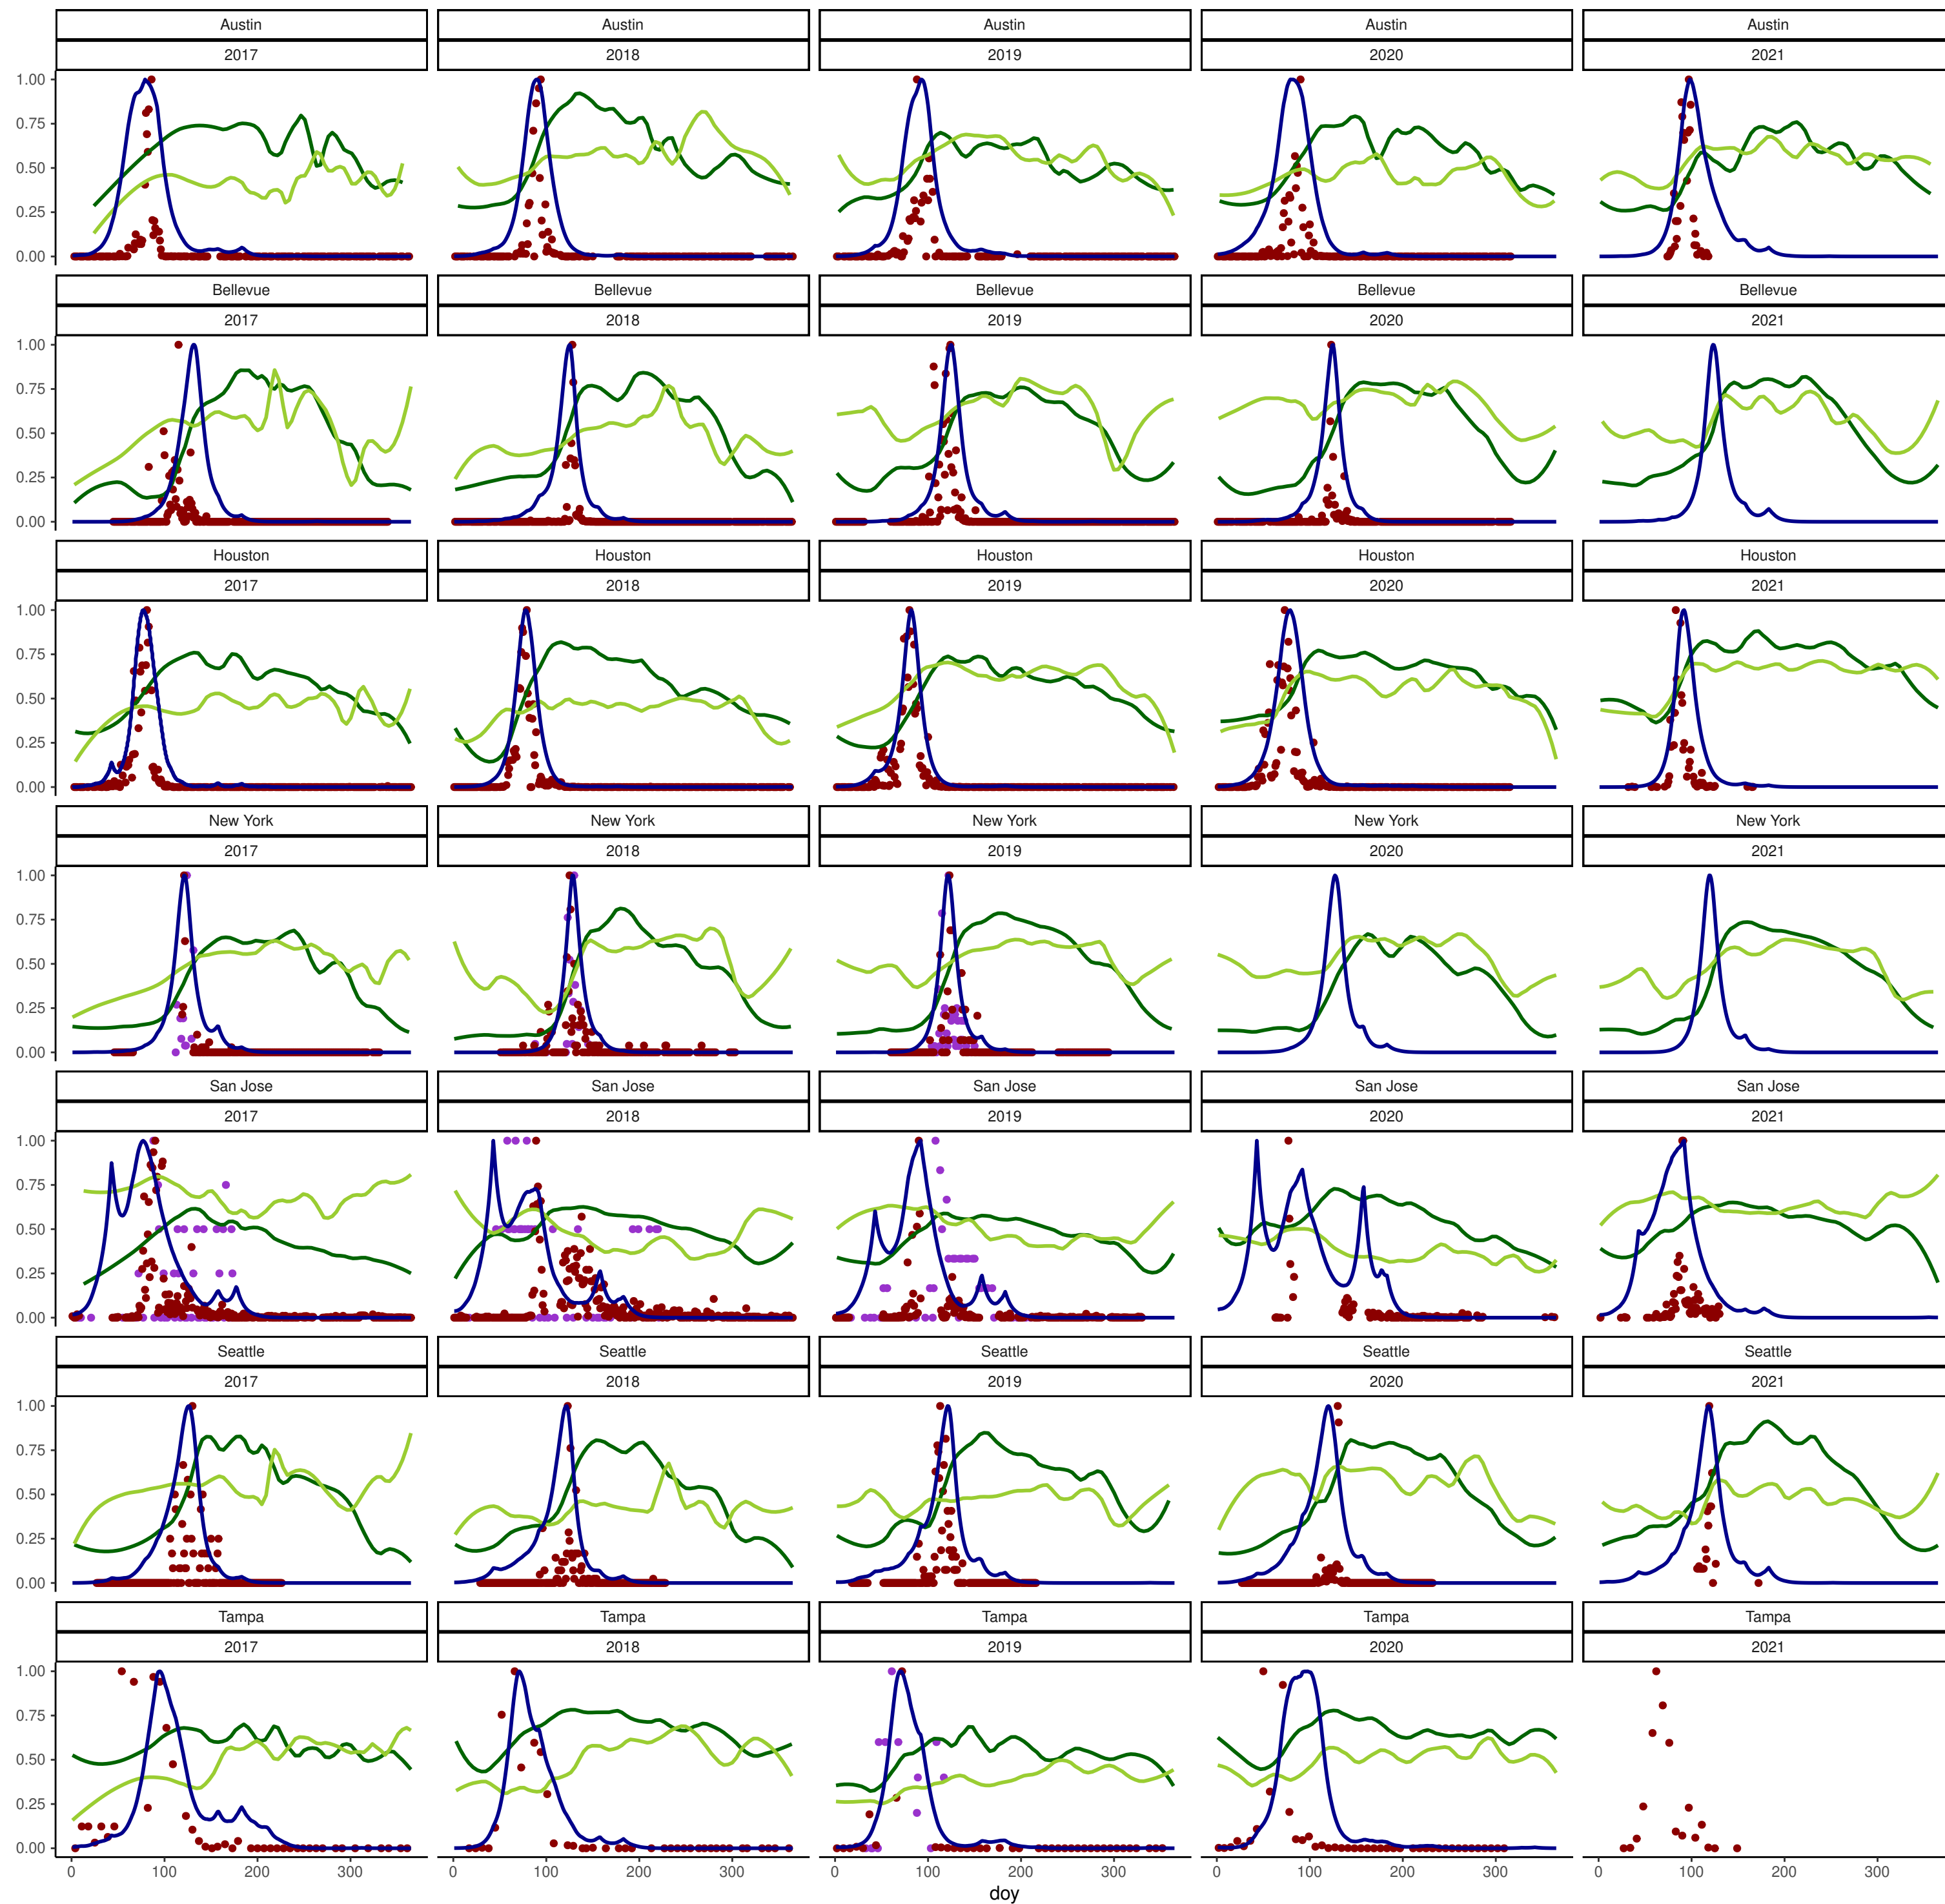 Austin Austin Austin Austin Austin
2017 2018 2019 2020 2021
1.00
0.75
0.50
0.25
0.00
Bellevue Bellevue Bellevue Bellevue Bellevue
2017 2018 2019 2020 2021
1.00
0.75
0.50
0.25
0.00
Houston Houston Houston Houston Houston
2017 2018 2019 2020 2021
1.00
0.75
0.50
0.25
0.00
New York New York New York New York New York
2017 2018 2019 2020 2021
1.00
0.75
0.50
0.25
0.00
San Jose San Jose San Jose San Jose San Jose
2017 2018 2019 2020 2021
1.00
0.75
0.50
0.25
0.00
Seattle Seattle Seattle Seattle Seattle
2017 2018 2019 2020 2021
1.00
0.75
0.50
0.25
0.00
Tampa Tampa Tampa Tampa Tampa
2017 2018 2019 2020 2021
1.00
0.75
0.50
0.25
0.00
0 100 200 300 0 100 200 300 0 100 200 300 0 100 200 300 0 100 200 300
doy